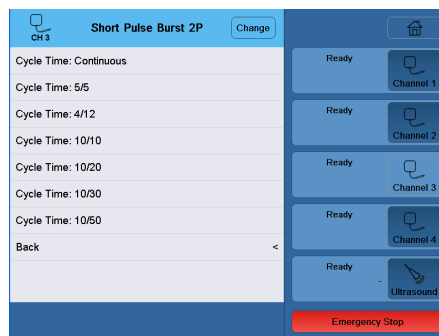 CH 3
Short Pulse Burst 2P
Change
Cycle Time: Continuous
Cycle Time: 5/5
Cycle Time: 4/12
Cycle Time: 10/10
Cycle Time: 10/20
Cycle Time: 10/30
Cycle Time: 10/50
Back <
Ready
Channel 1
Ready
Channel 2
Ready
Channel 3
Ready
Channel 4
Ready
-
Ultrasound
Emergency Stop